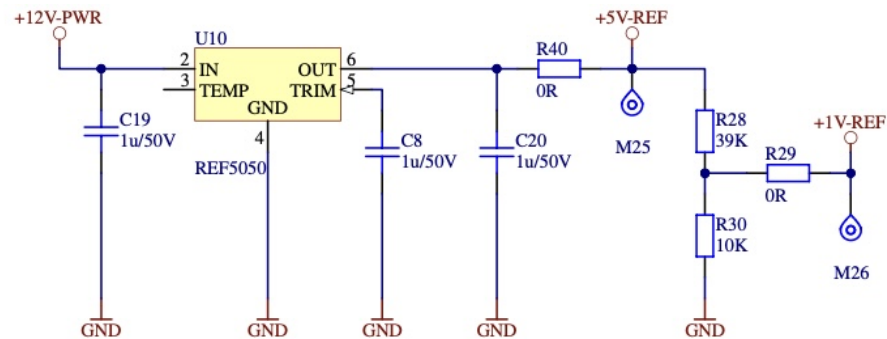 +12V-PWR
+5V-REF
U10
R40
2
IN
OUT
6
3
TEMP
TRIM
5
0R
GND
C19
1u/50V
4
REF5050
C8
1u/50V
C20
1u/50V
M25
R28
39K
+1V-REF
R29
0R
R30
10K
M26
GND
GND
GND
GND
GND